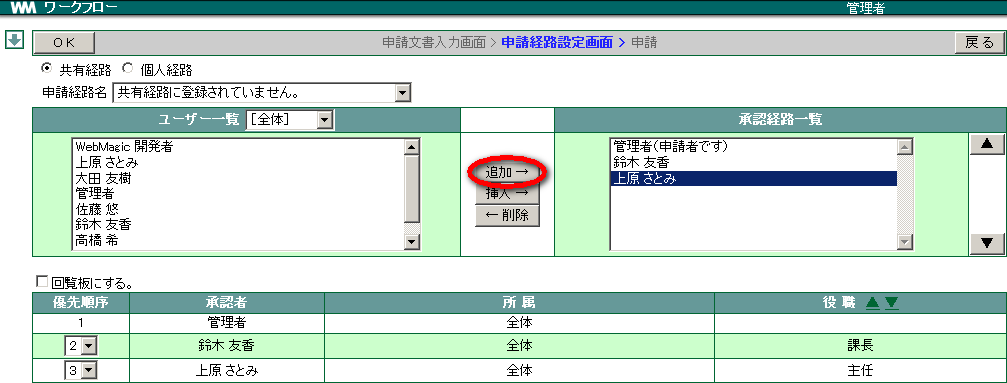 WM ワークフロー 管理者
OK 申請文書入力画面 > 申請経路設定画面 > 申請 戻る
共有経路 個人経路
申請経路名 共有経路に登録されていません。
ユーザー一覧 [全体] 承認経路一覧
WebMagic 開発者
上原 さとみ
大田 友樹
管理者
佐藤 悠
鈴木 友香
高橋 希
追加 →
挿入 →
← 削除
管理者(申請者です)
鈴木 友香
上原 さとみ
▲
▼
回覧板にする。
優先順序 承認者 所属 役職 ▲ ▼
1 管理者 全体
2 鈴木 友香 全体 課長
3 上原 さとみ 全体 主任